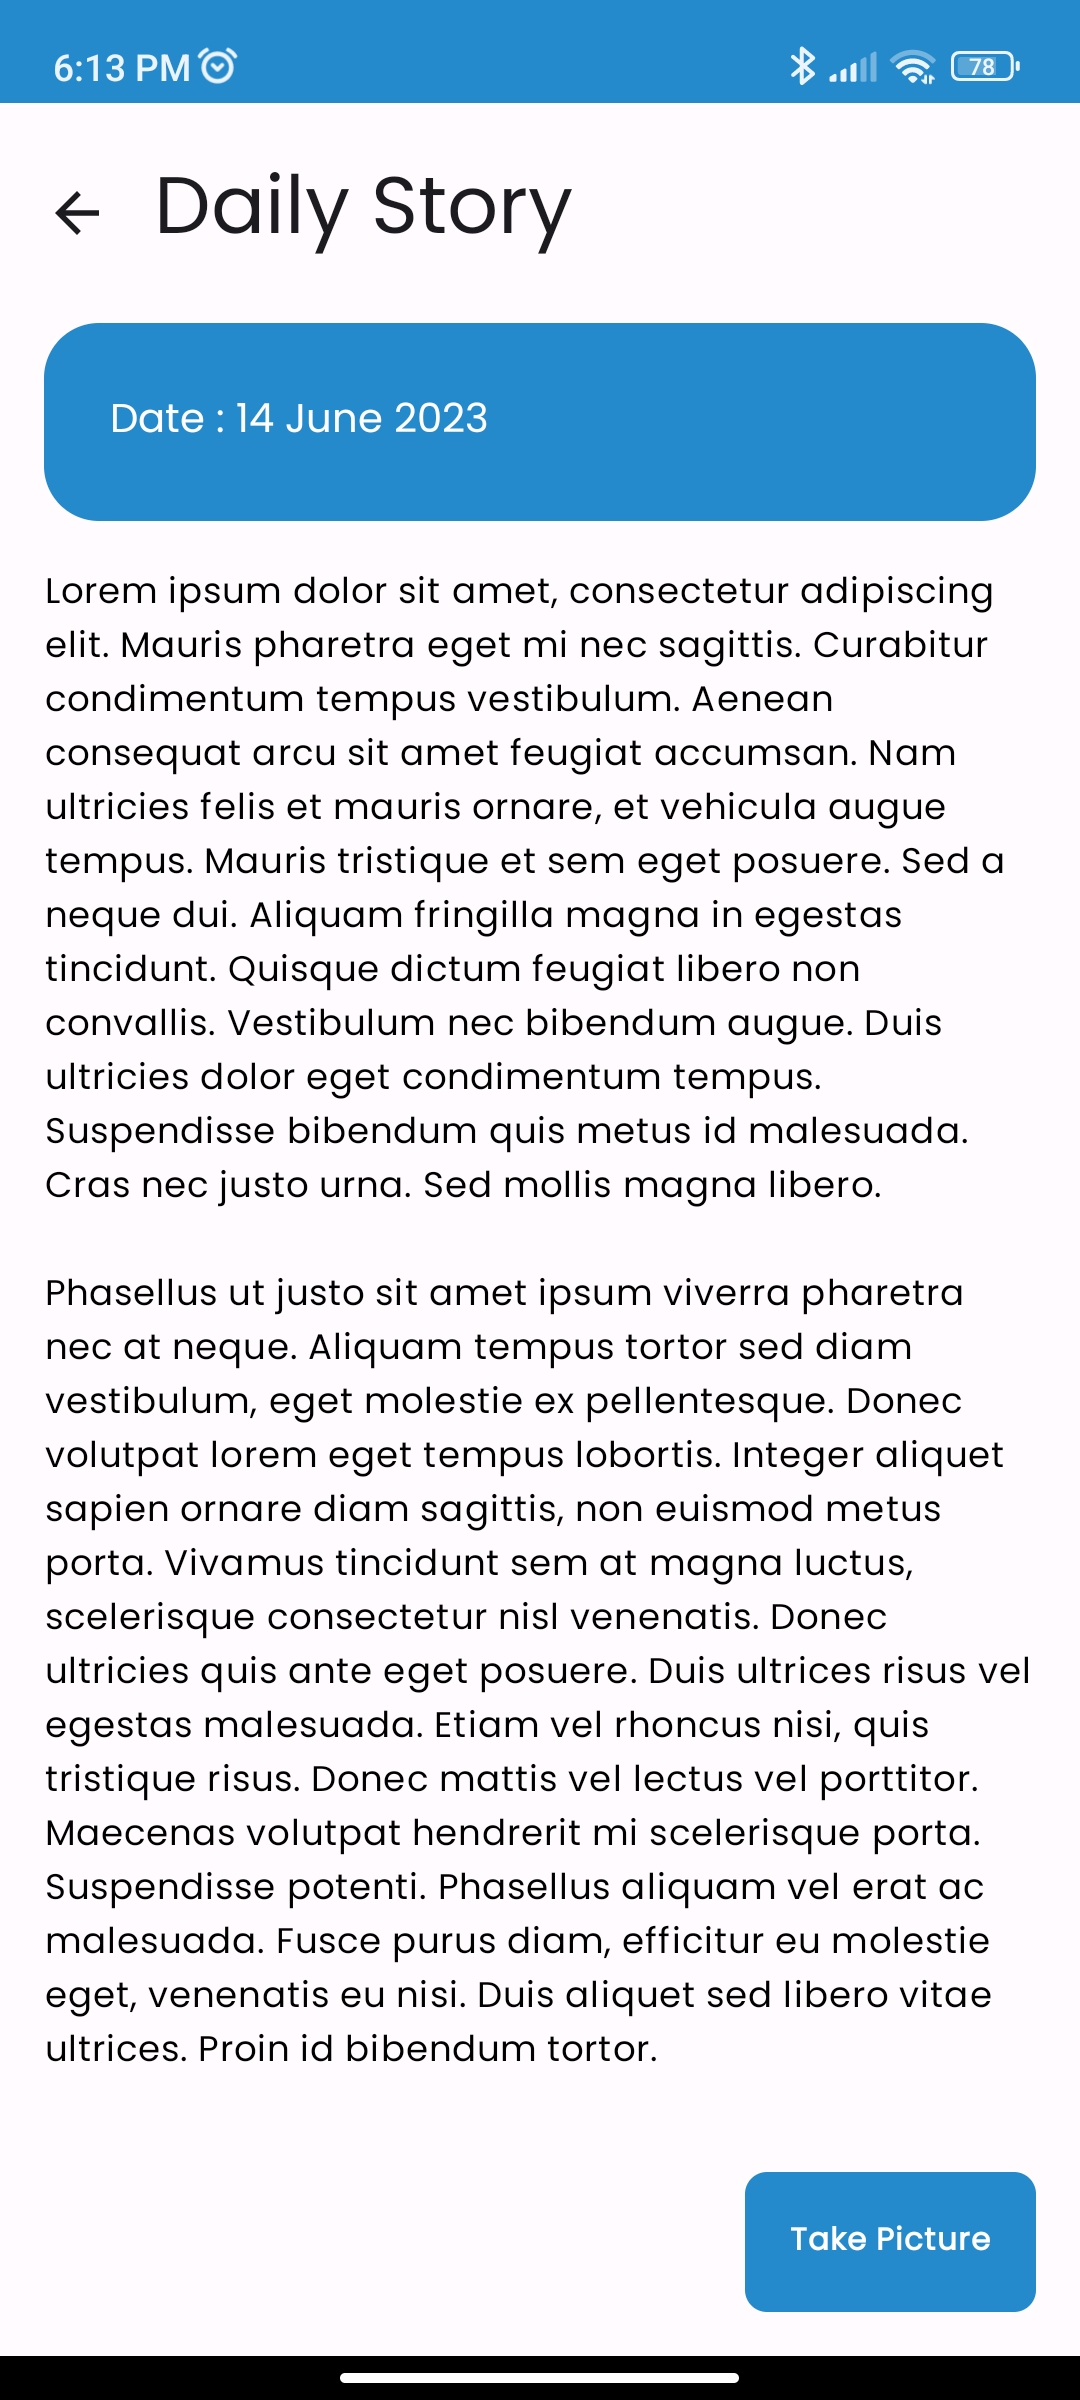 6:13 PM
78
Daily Story
Date : 14 June 2023
Lorem ipsum dolor sit amet, consectetur adipiscing
elit. Mauris pharetra eget mi nec sagittis. Curabitur
condimentum tempus vestibulum. Aenean
consequat arcu sit amet feugiat accumsan. Nam
ultricies felis et mauris ornare, et vehicula augue
tempus. Mauris tristique et sem eget posuere. Sed a
neque dui. Aliquam fringilla magna in egestas
tincidunt. Quisque dictum feugiat libero non
convallis. Vestibulum nec bibendum augue. Duis
ultricies dolor eget condimentum tempus.
Suspendisse bibendum quis metus id malesuada.
Cras nec justo urna. Sed mollis magna libero.
Phasellus ut justo sit amet ipsum viverra pharetra
nec at neque. Aliquam tempus tortor sed diam
vestibulum, eget molestie ex pellentesque. Donec
volutpat lorem eget tempus lobortis. Integer aliquet
sapien ornare diam sagittis, non euismod metus
porta. Vivamus tincidunt sem at magna luctus,
scelerisque consectetur nisl venenatis. Donec
ultricies quis ante eget posuere. Duis ultrices risus vel
egestas malesuada. Etiam vel rhoncus nisi, quis
tristique risus. Donec mattis vel lectus vel porttitor.
Maecenas volutpat hendrerit mi scelerisque porta.
Suspendisse potenti. Phasellus aliquam vel erat ac
malesuada. Fusce purus diam, efficitur eu molestie
eget, venenatis eu nisi. Duis aliquet sed libero vitae
ultrices. Proin id bibendum tortor.
Take Picture